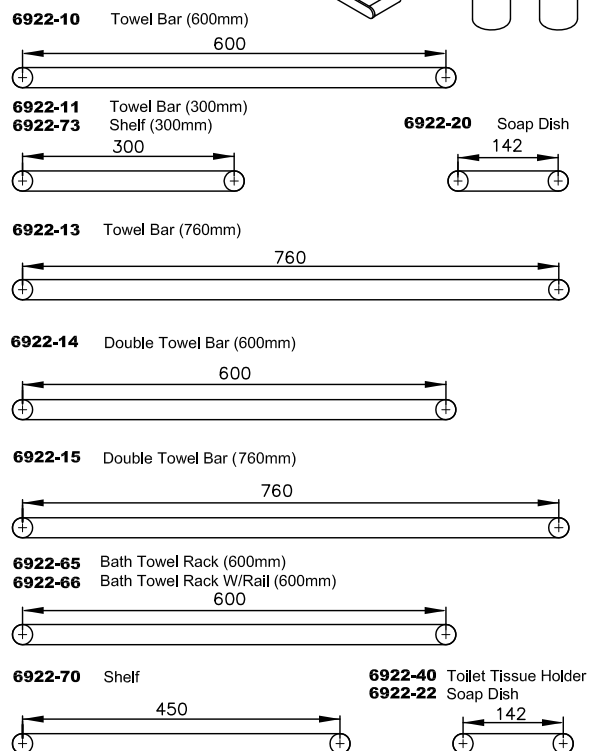 6922-10 Towel Bar (600mm)
600
6922-11 Towel Bar (300mm)
6922-73 Shelf (300mm)
300
6922-20 Soap Dish
142
6922-13 Towel Bar (760mm)
760
6922-14 Double Towel Bar (600mm)
600
6922-15 Double Towel Bar (760mm)
760
6922-65 Bath Towel Rack (600mm)
6922-66 Bath Towel Rack W/Rail (600mm)
600
6922-70 Shelf
450
6922-40 Toilet Tissue Holder
6922-22 Soap Dish
142